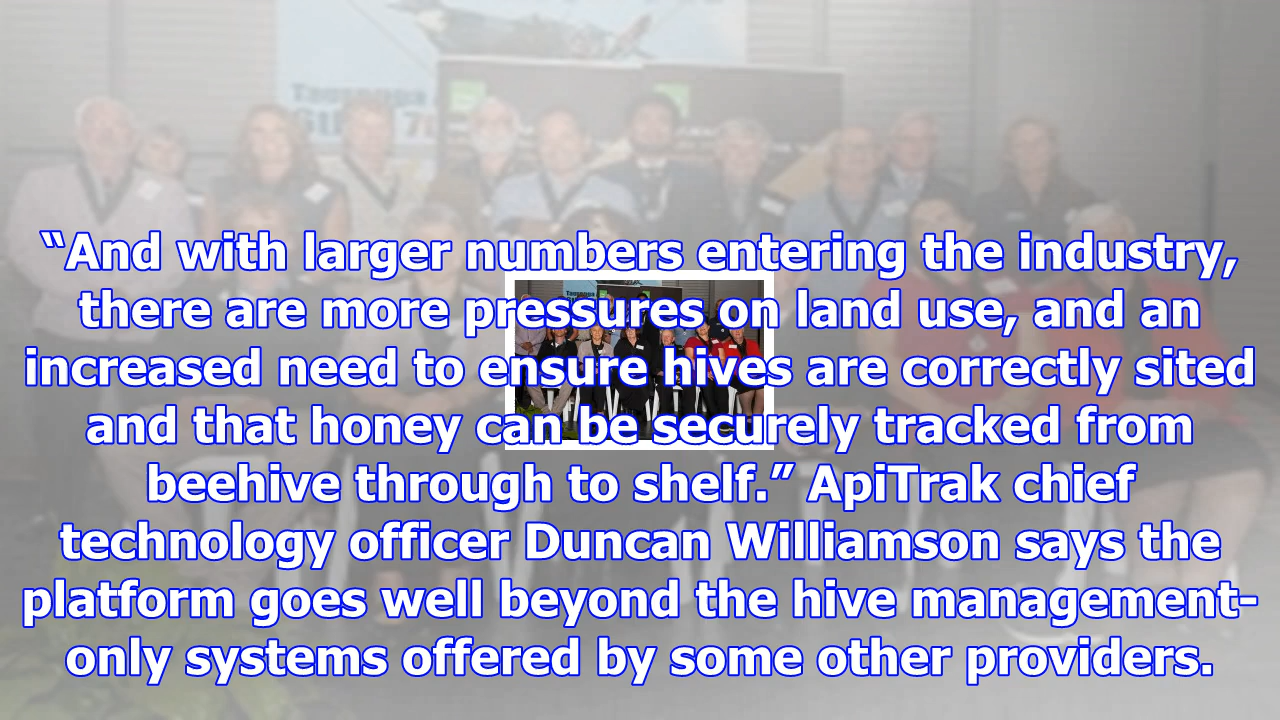 Tauranga
“And with larger numbers entering the industry,
there are more pressures on land use, and an
increased need to ensure hives are correctly sited
and that honey can be securely tracked from
beehive through to shelf.” ApiTrak chief
technology officer Duncan Williamson says the
platform goes well beyond the hive management-
only systems offered by some other providers.